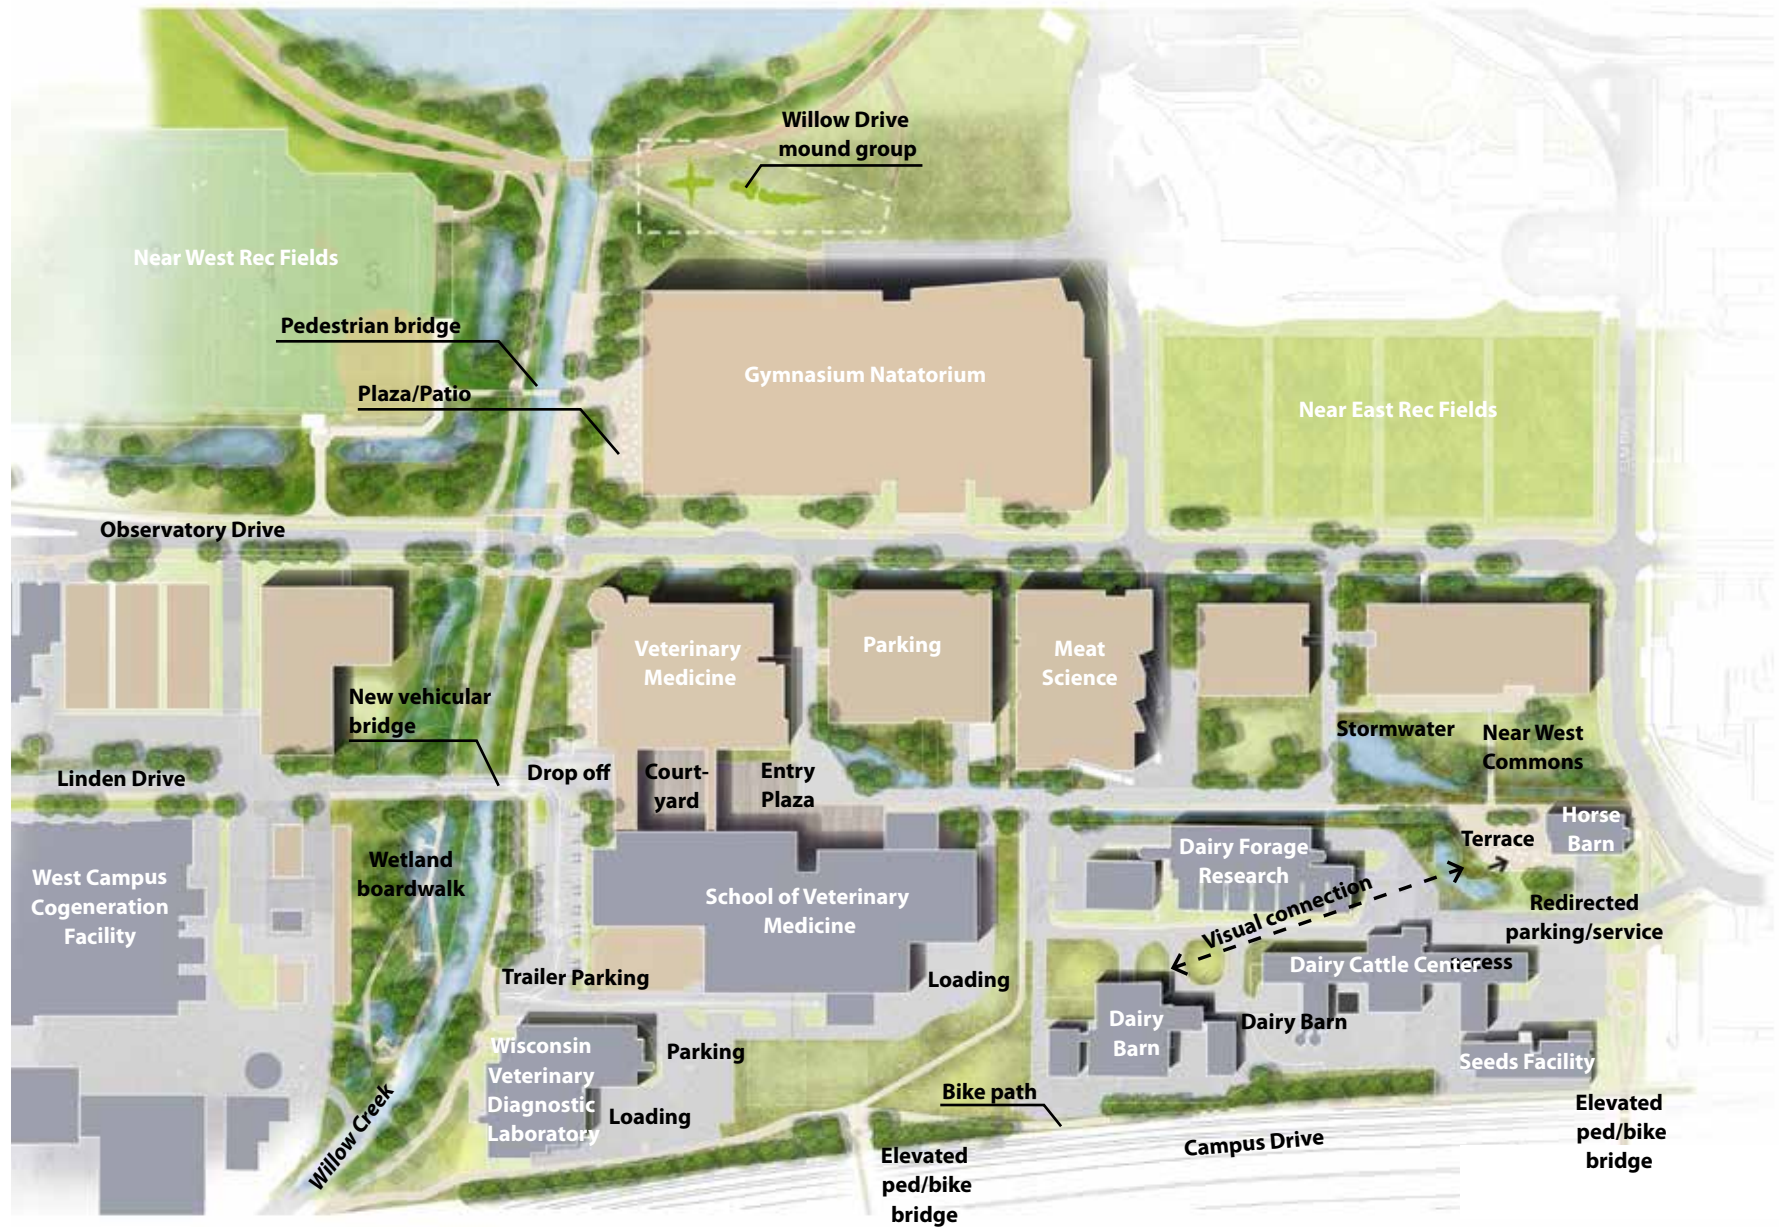 Willow Drive
mound group
Near West Rec Fields
Pedestrian bridge
Gymnasium Natatorium
Plaza/Patio
Near East Rec Fields
Observatory Drive
Veterinary
Medicine
Parking
Meat
Science
New vehicular
bridge
Stormwater
Near West
Commons
Linden Drive
Drop off
Court-
yard
Entry
Plaza
Horse
Barn
Terrace
Wetland
boardwalk
Dairy Forage
Research
West Campus
Cogeneration
Facility
School of Veterinary
Medicine
Visual connection
Redirected
parking/service
access
Trailer Parking
Loading
Dairy Cattle Center
Dairy
Barn
Dairy Barn
Wisconsin
Veterinary
Diagnostic
Laboratory
Parking
Loading
Seeds Facility
Willow Creek
Bike path
Campus Drive
Elevated
ped/bike
bridge
Elevated
ped/bike
bridge